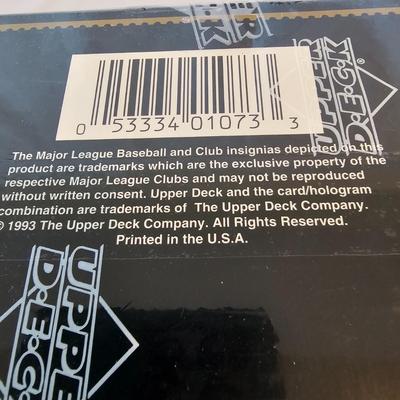 0 53334 01073 3
UPPER
D·E·C·K
The Major League Baseball and Club insignias depicted on this
product are trademarks which are the exclusive property of the
respective Major League Clubs and may not be reproduced
without written consent. Upper Deck and the card/hologram
combination are trademarks of The Upper Deck Company.
© 1993 The Upper Deck Company. All Rights Reserved.
Printed in the U.S.A.
UPPE
D·E·C